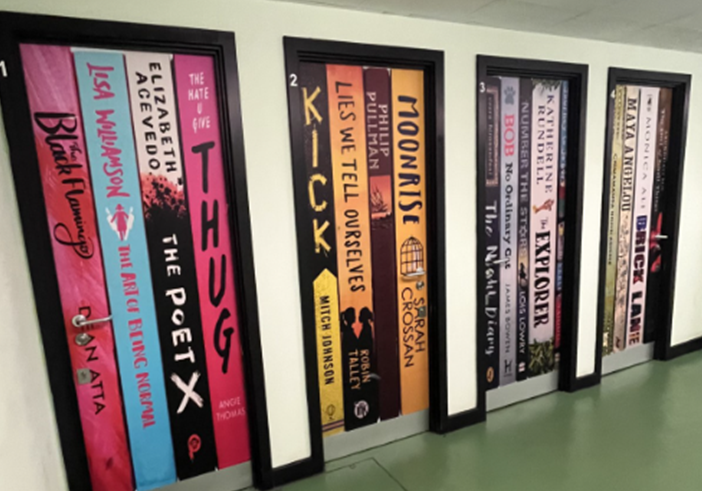 1
The Black Flamingo
DEAN ATTA
LISA WILLIAMSON
THE ART OF BEING NORMAL
ELIZABETH ACEVEDO
THE POET X
THE HATE U GIVE
THUG
ANGIE THOMAS
2
KICK
MITCH JOHNSON
LIES WE TELL OURSELVES
ROBIN TALLEY
PHILIP PULLMAN
MOONRISE
SARAH CROSSAN
3
The Night Diary
BOB No Ordinary Cat
JAMES BOWEN
NUMBER THE STARS
LOIS LOWRY
KATHERINE RUNDELL
THE EXPLORER
4
MAYA ANGELOU
MONICA ALI
BRICK LANE